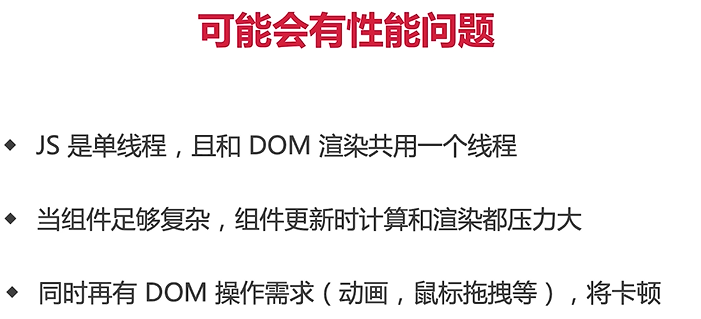 可能会有性能问题
◆ JS 是单线程，且和 DOM 渲染共用一个线程
◆ 当组件足够复杂，组件更新时计算和渲染都压力大
◆ 同时再有 DOM 操作需求（动画，鼠标拖拽等），将卡顿